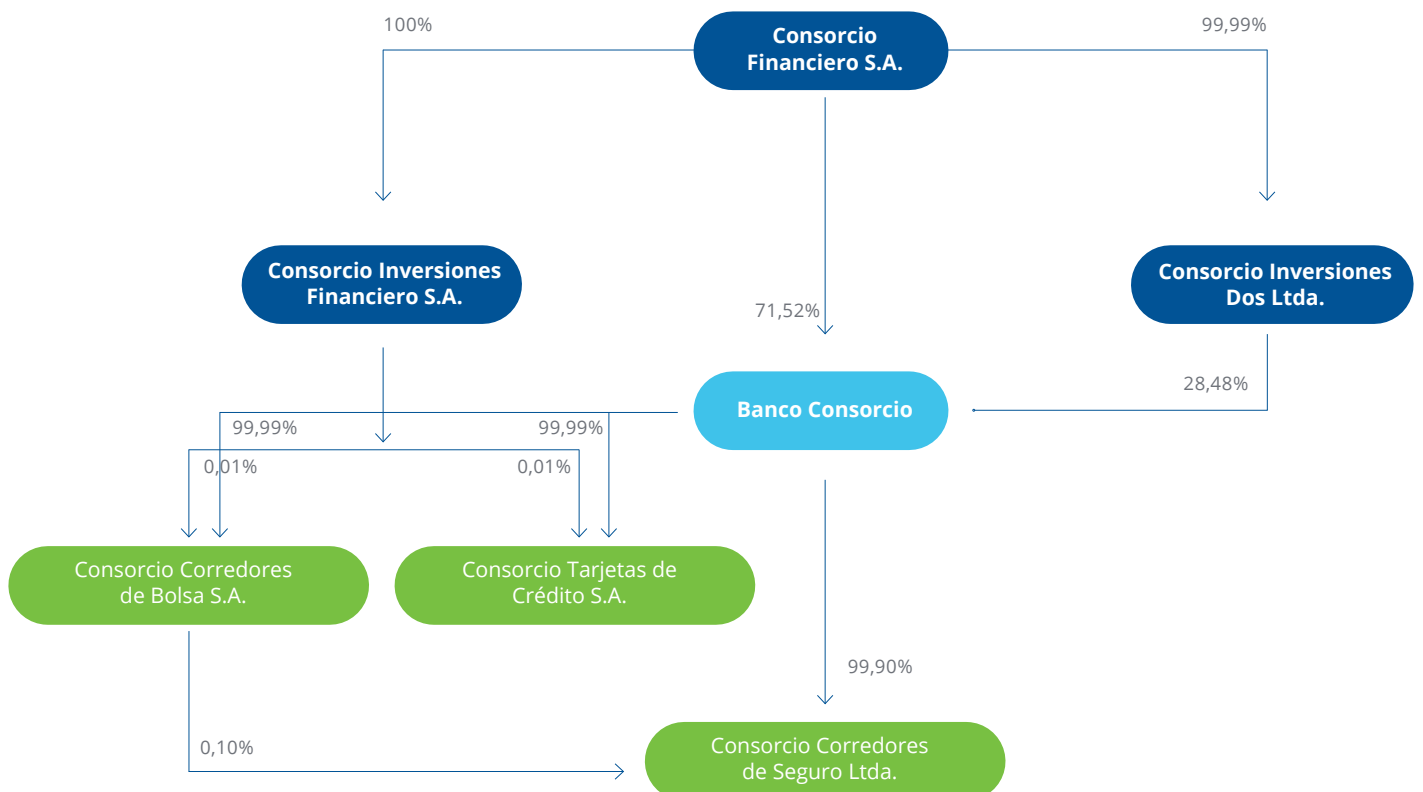 100%
Consorcio
Financiero S.A.
99,99%
Consorcio Inversiones
Financiero S.A.
71,52%
Consorcio Inversiones
Dos Ltda.
28,48%
Banco Consorcio
99,99%
99,99%
0,01%
0,01%
Consorcio Corredores
de Bolsa S.A.
Consorcio Tarjetas de
Crédito S.A.
99,90%
0,10%
Consorcio Corredores
de Seguro Ltda.